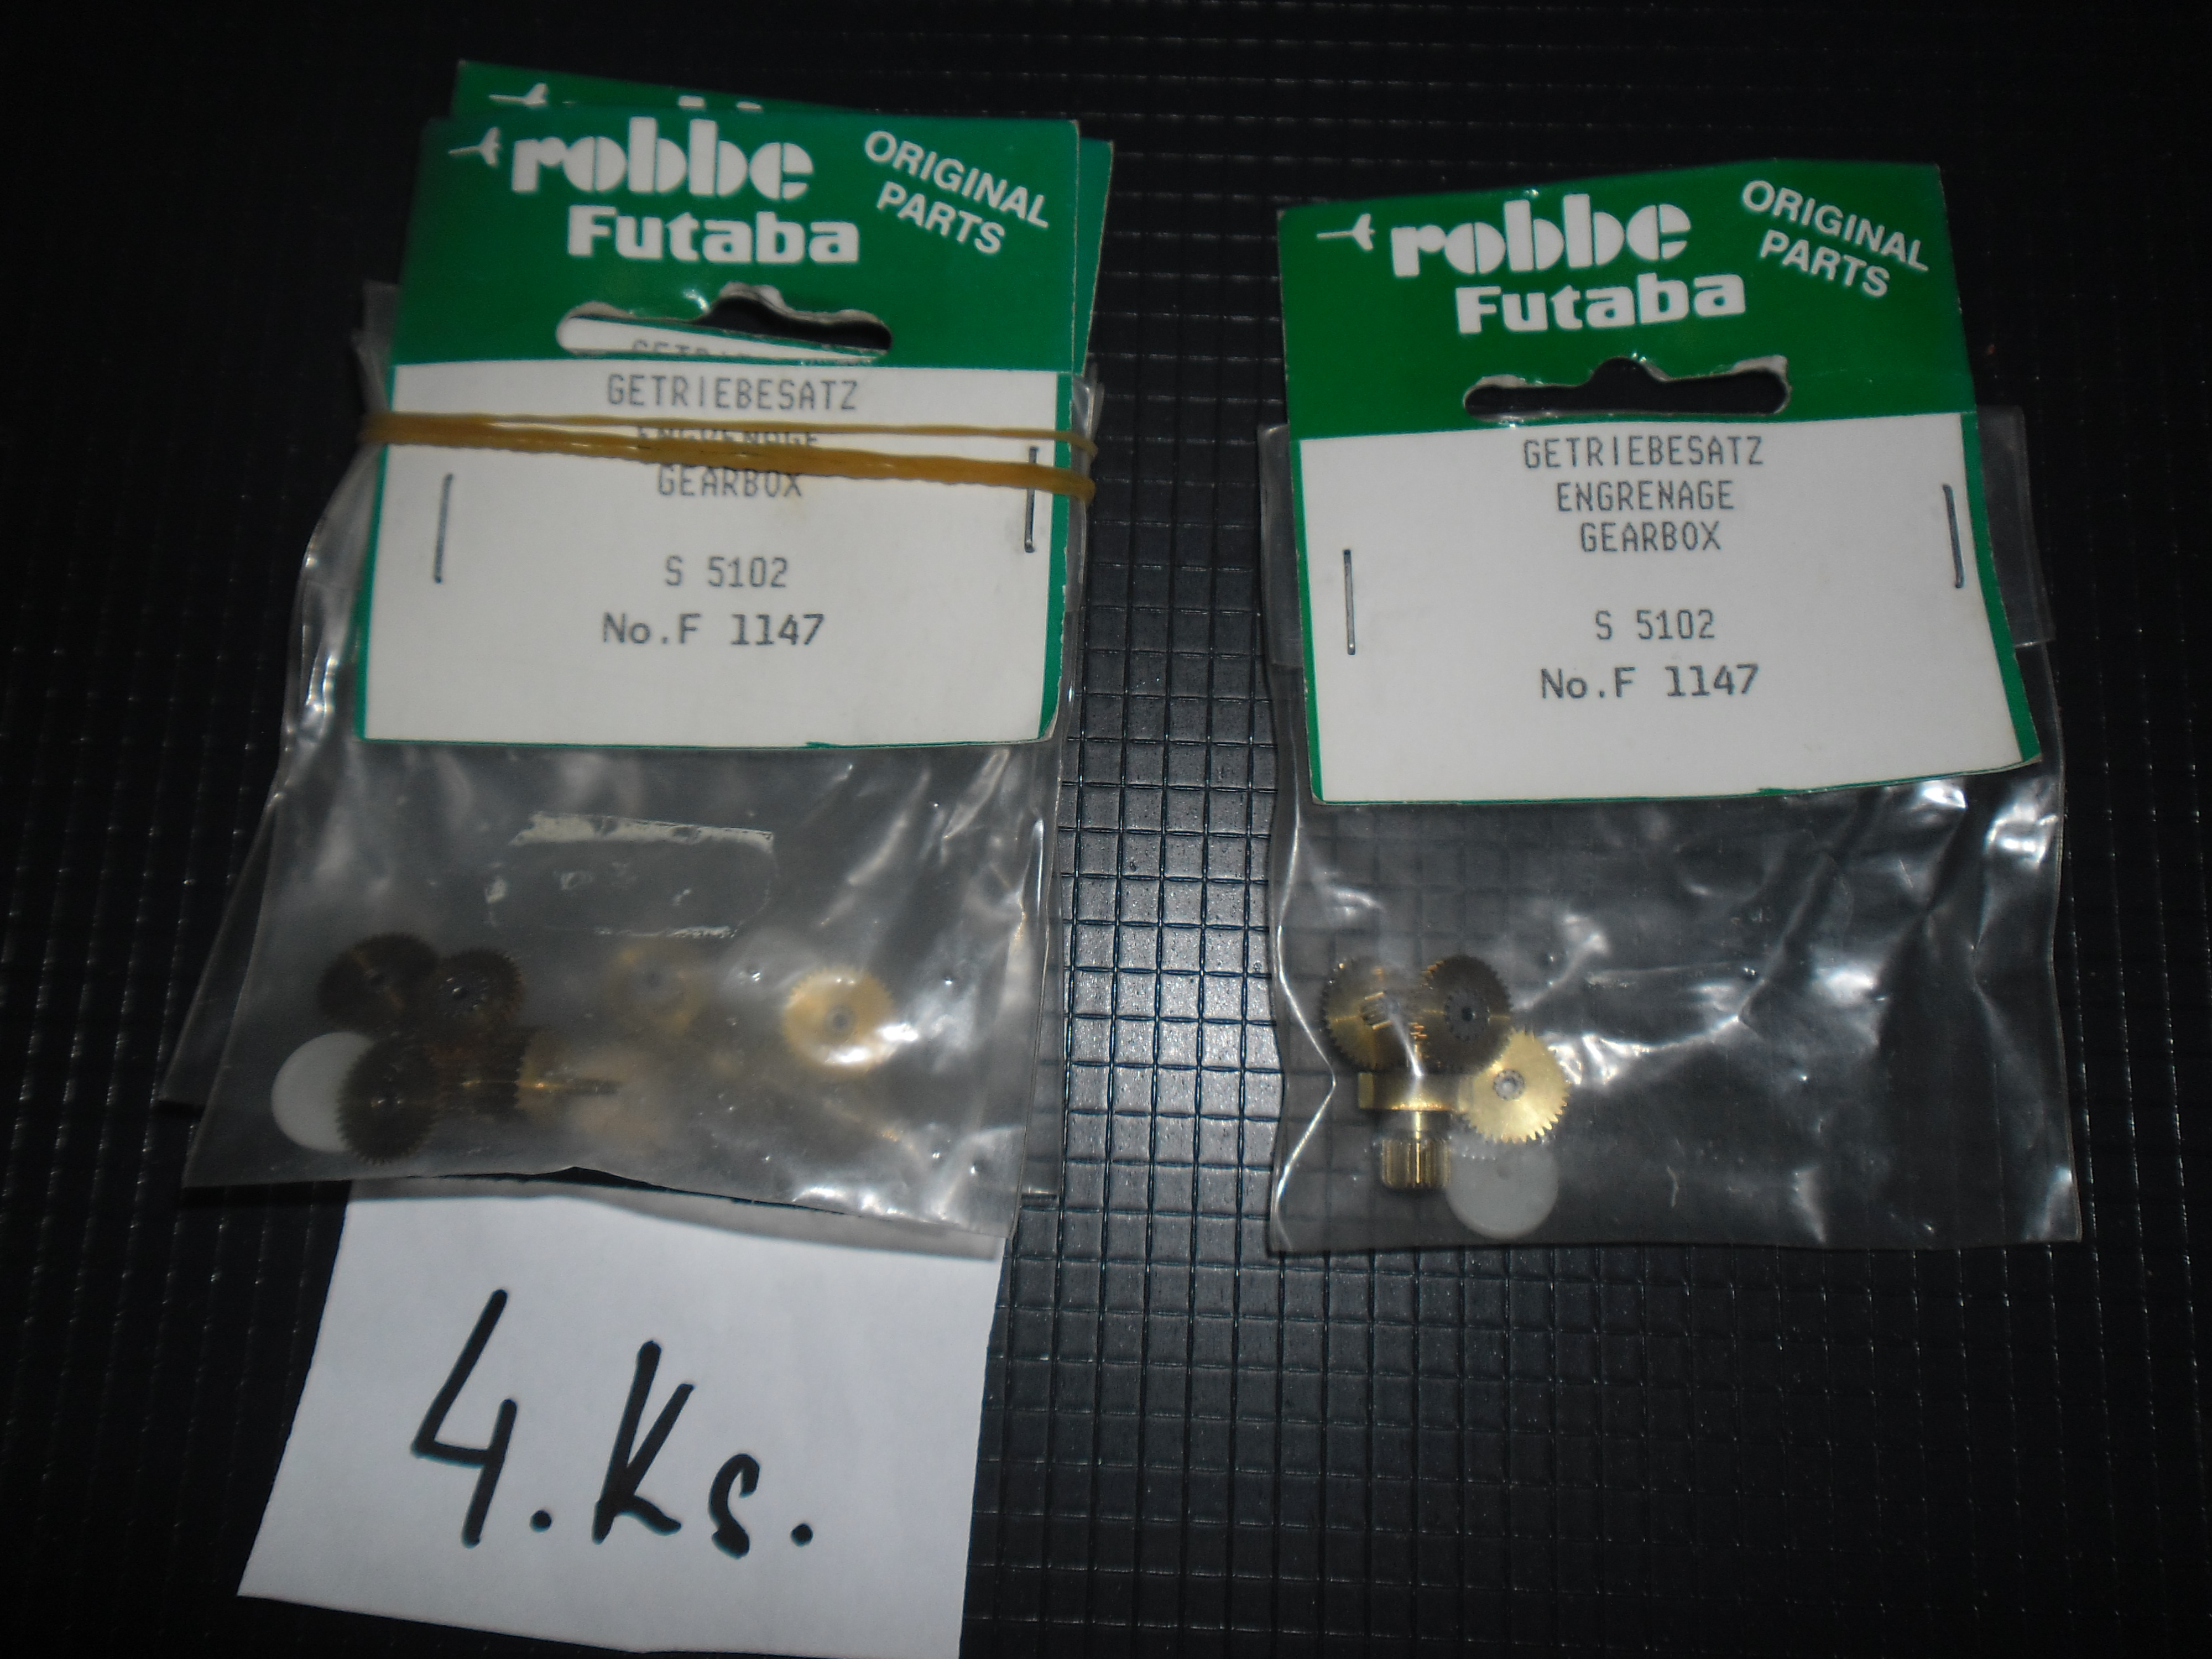 robbe
Futaba
ORIGINAL
PARTS
GETRIEBESATZ
ENGRENAGE
GEARBOX
S 5102
No.F 1147
robbe
Futaba
ORIGINAL
PARTS
GETRIEBESATZ
ENGRENAGE
GEARBOX
S 5102
No.F 1147
4.Ks.